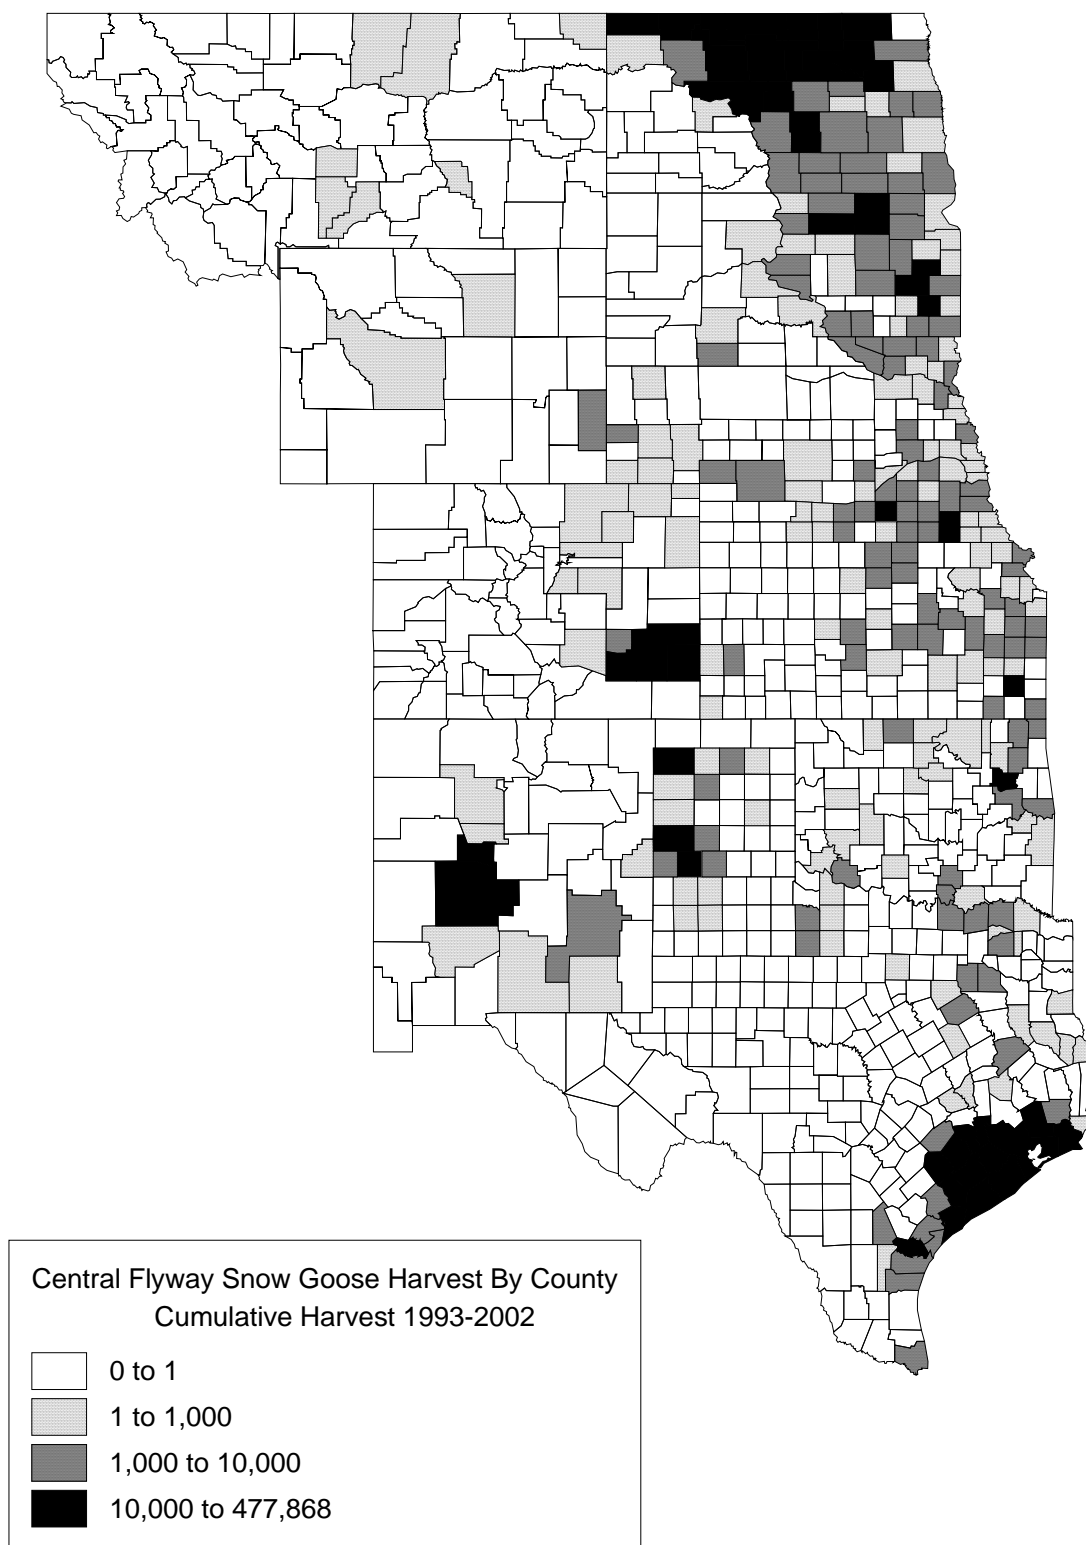 Central Flyway Snow Goose Harvest By County
Cumulative Harvest 1993-2002
0 to 1
1 to 1,000
1,000 to 10,000
10,000 to 477,868